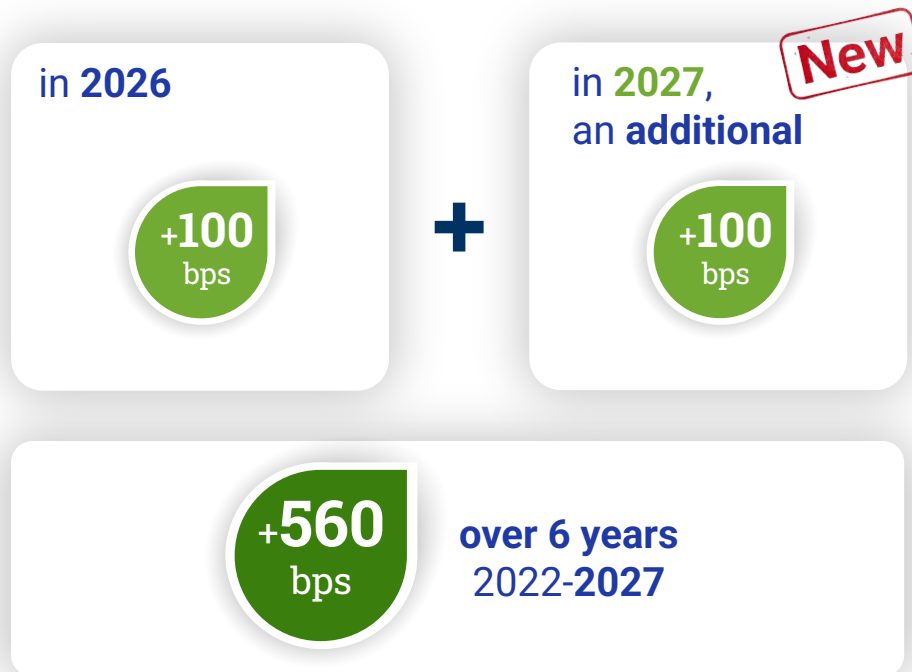 in 2026
+100
bps
+
New
in 2027,
an additional
+100
bps
+560
bps
over 6 years
2022-2027